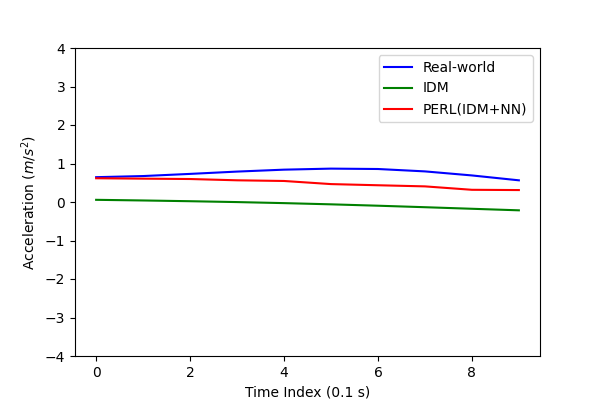 Real-world
IDM
PERL(IDM+NN)
Acceleration (m/s²)
4
3
2
1
0
−1
−2
−3
−4
0 2 4 6 8
Time Index (0.1 s)